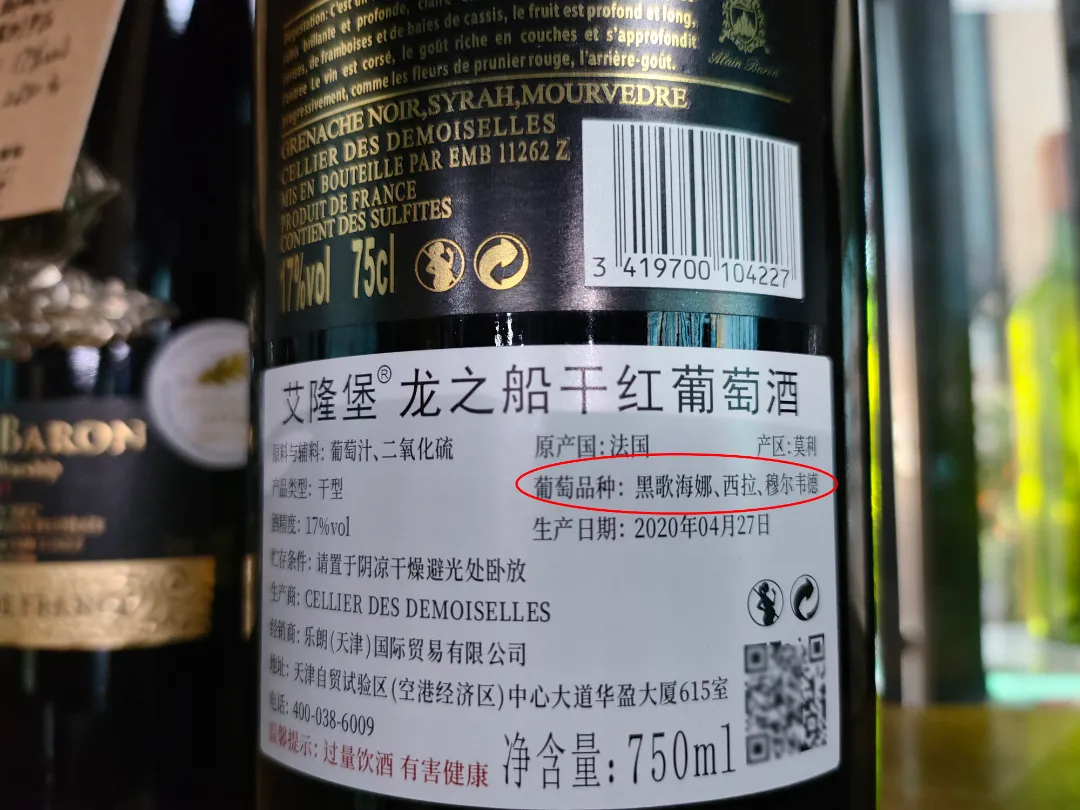 Dégustation: C'est un
robe brillante et profonde, claire
cerises, de framboises et de baies de cassis, le fruit est profond et long,
entrée Le vin est corsé, le goût riche en couches et s'approfondit
progressivement, comme les fleurs de prunier rouge, l'arrière-goût.
Alain Baron
GRENACHE NOIR,SYRAH,MOURVEDRE
CELLIER DES DEMOISELLES
MIS EN BOUTEILLE PAR EMB 11262 Z
PRODUIT DE FRANCE
CONTIENT DES SULFITES
17%vol 75cl
3 419700 104227
BARON
DE FRANCE
艾隆堡® 龙之船干红葡萄酒
原料与辅料: 葡萄汁、二氧化硫
原产国: 法国 产区: 莫利
产品类型: 干型
葡萄品种: 黑歌海娜、西拉、穆尔韦德
酒精度: 17%vol
生产日期: 2020年04月27日
贮存条件: 请置于阴凉干燥避光处卧放
生产商: CELLIER DES DEMOISELLES
经销商: 乐朗(天津)国际贸易有限公司
地址: 天津自贸试验区(空港经济区)中心大道华盈大厦615室
电话: 400-038-6009
温馨提示: 过量饮酒 有害健康
净含量: 750ml